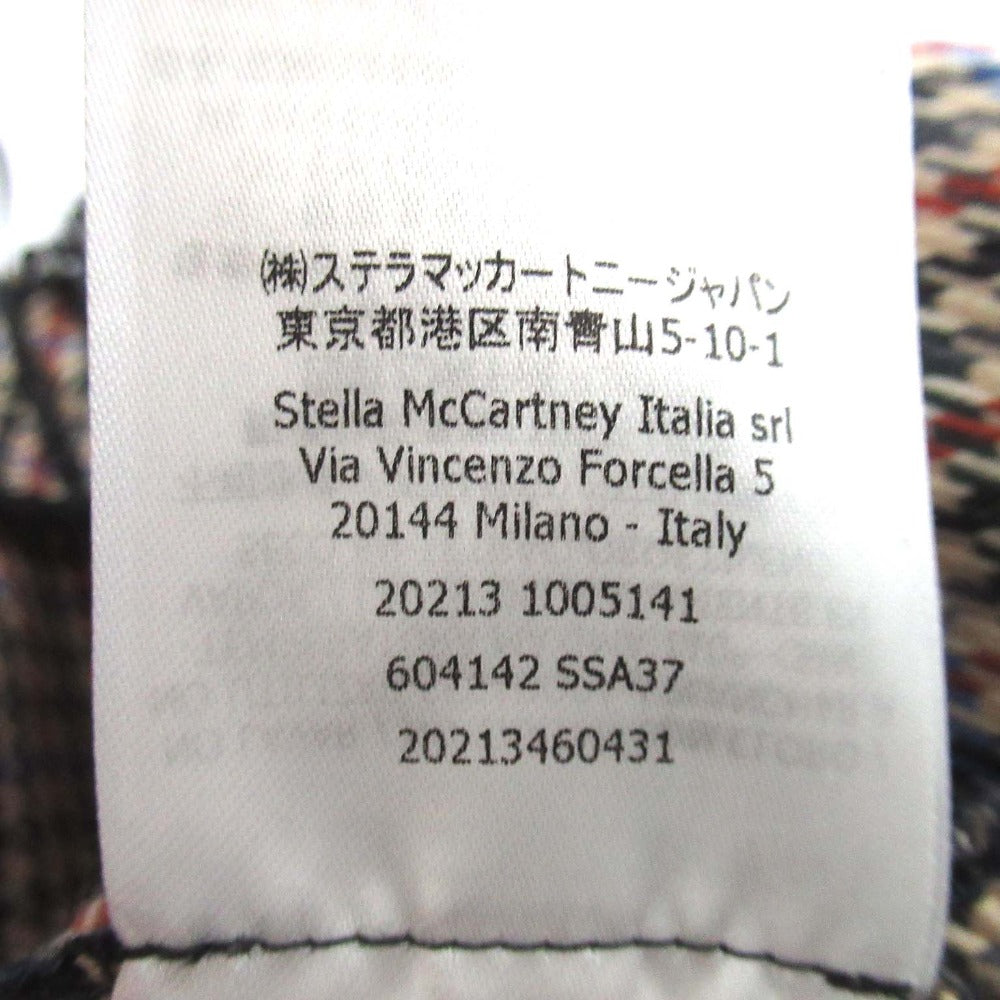 ㈱ステラマッカートニージャパン
東京都港区南青山5-10-1
Stella McCartney Italia srl
Via Vincenzo Forcella 5
20144 Milano - Italy
20213 1005141
604142 SSA37
20213460431